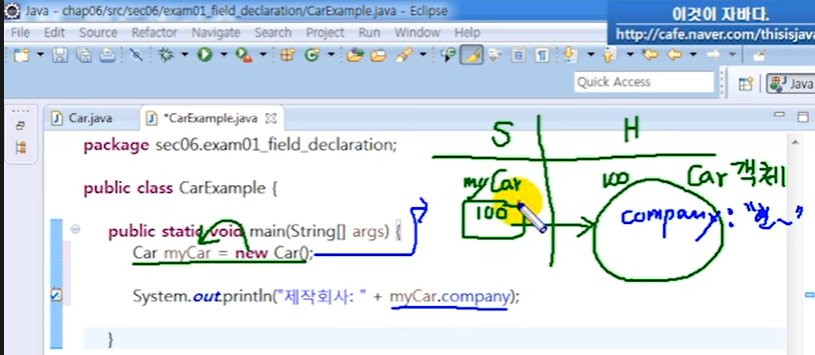 Java - chap06/src/sec06/exam01_field_declaration/CarExample.java - Eclipse
이것이 자바다.
http://cafe.naver.com/thisisjava
File Edit Source Refactor Navigate Search Project Run Window Help
Quick Access
Java
Car.java
*CarExample.java
package sec06.exam01_field_declaration;
S H
public class CarExample {
myCar 100 Car 객체
100 company: "현~"
public static void main(String[] args) {
Car myCar = new Car();
System.out.println("제작회사: " + myCar.company);
}